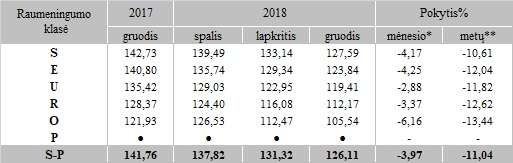 Raumeningumo klasė 2017 2018 Pokytis%
gruodis spalis lapkritis gruodis mėnesio* metų**
S 142,73 139,49 133,14 127,59 -4,17 -10,61
E 140,80 135,74 129,34 123,84 -4,25 -12,04
U 135,42 129,03 122,95 119,41 -2,88 -11,82
R 128,37 124,40 116,08 112,17 -3,37 -12,62
O 121,93 126,53 112,47 105,54 -6,16 -13,44
P ● ● ● ● - -
S-P 141,76 137,82 131,32 126,11 -3,97 -11,04